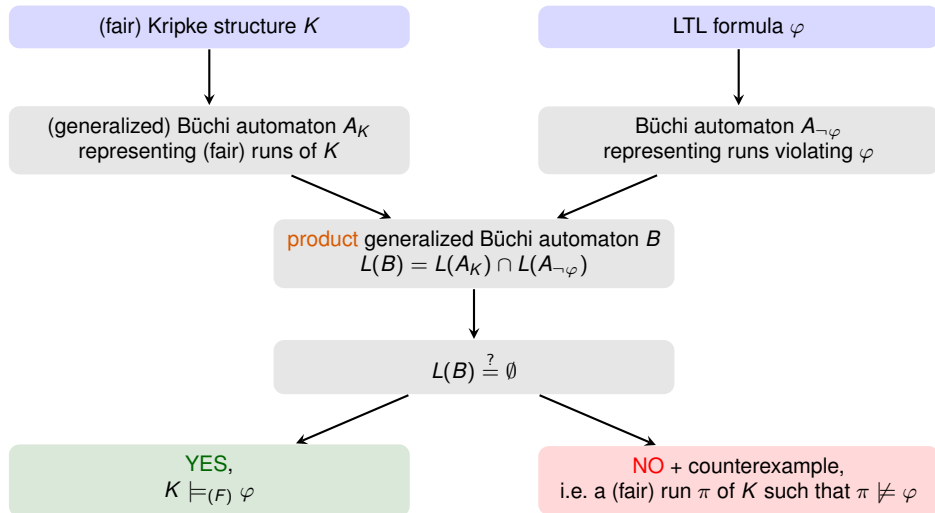 (fair) Kripke structure K
LTL formula φ
(generalized) Büchi automaton A_K
representing (fair) runs of K
Büchi automaton A_{¬φ}
representing runs violating φ
product generalized Büchi automaton B
L(B) = L(A_K) ∩ L(A_{¬φ})
L(B) ≟ ∅
YES,
K ⊨_{(F)} φ
NO + counterexample,
i.e. a (fair) run π of K such that π ⊭ φ